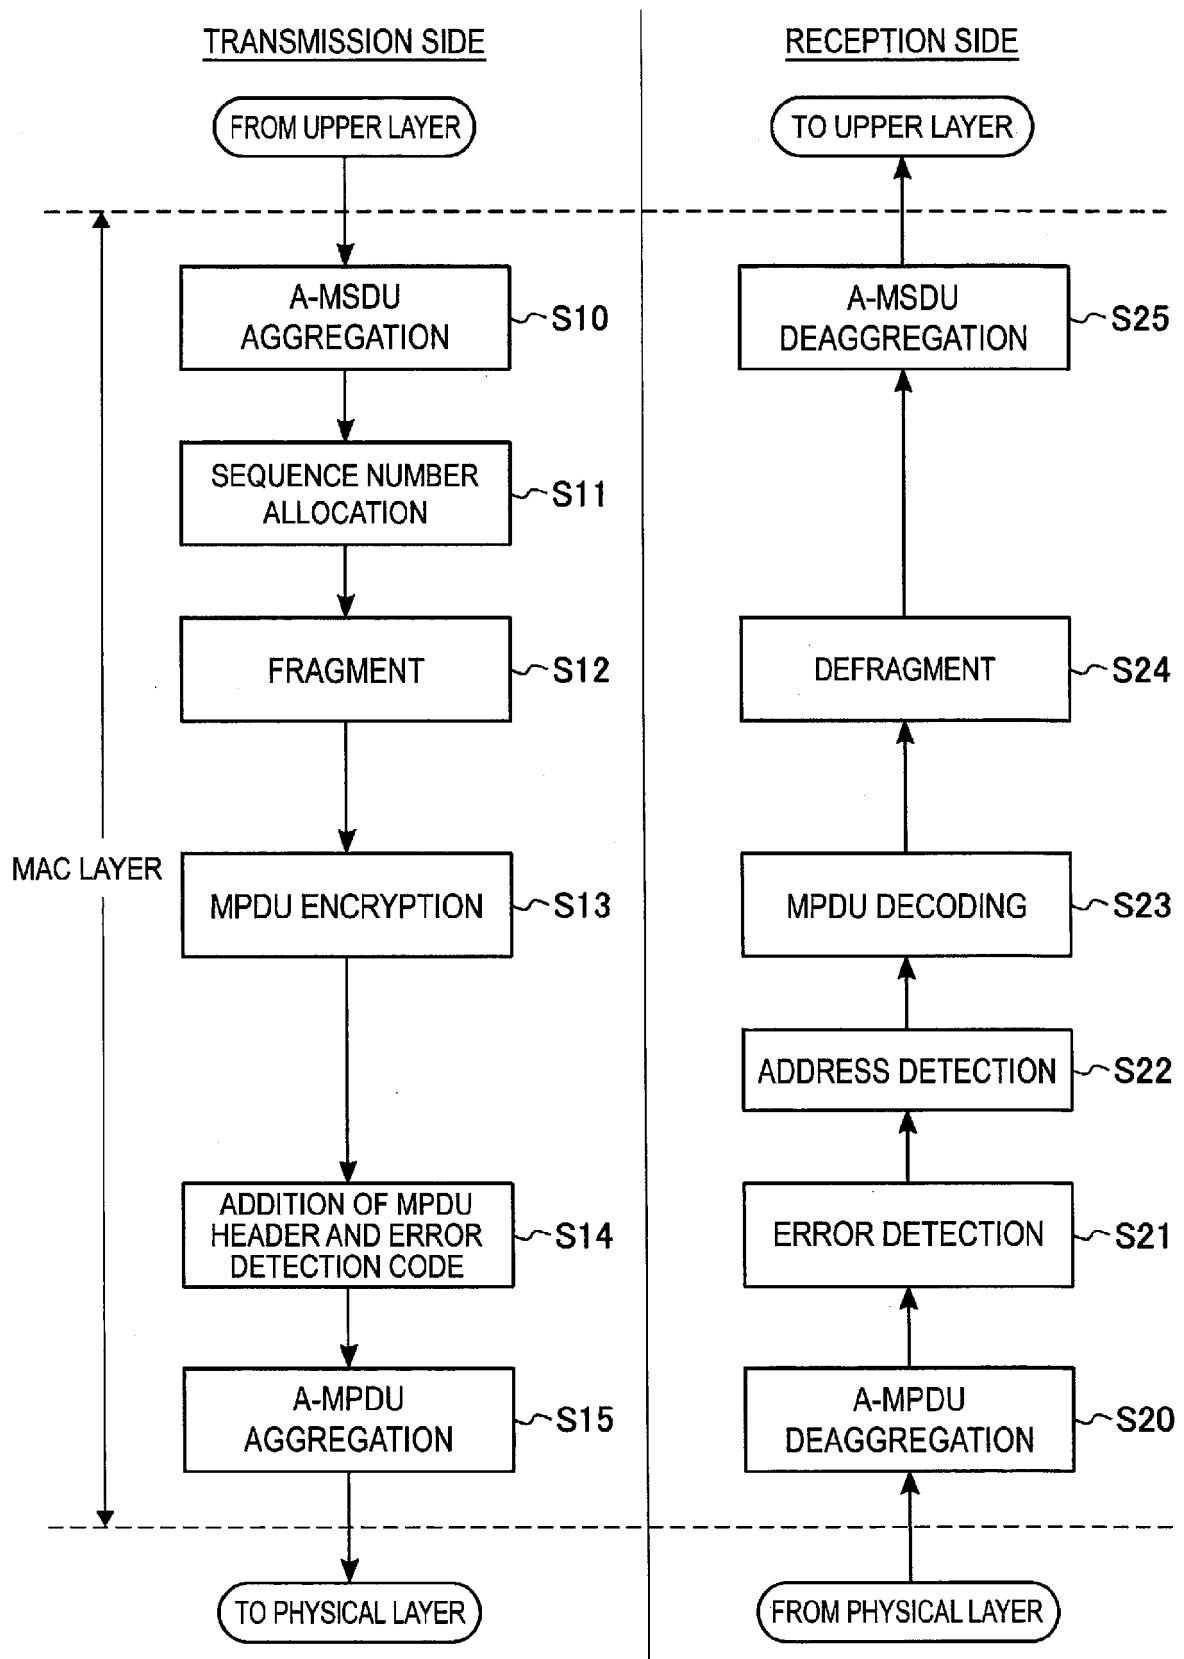 TRANSMISSION SIDE
FROM UPPER LAYER
A-MSDU
AGGREGATION
S10
SEQUENCE NUMBER
ALLOCATION
S11
FRAGMENT
S12
MAC LAYER
MPDU ENCRYPTION
S13
ADDITION OF MPDU
HEADER AND ERROR
DETECTION CODE
S14
A-MPDU
AGGREGATION
S15
TO PHYSICAL LAYER
RECEPTION SIDE
TO UPPER LAYER
A-MSDU
DEAGGREGATION
S25
DEFRAGMENT
S24
MPDU DECODING
S23
ADDRESS DETECTION
S22
ERROR DETECTION
S21
A-MPDU
DEAGGREGATION
S20
FROM PHYSICAL LAYER